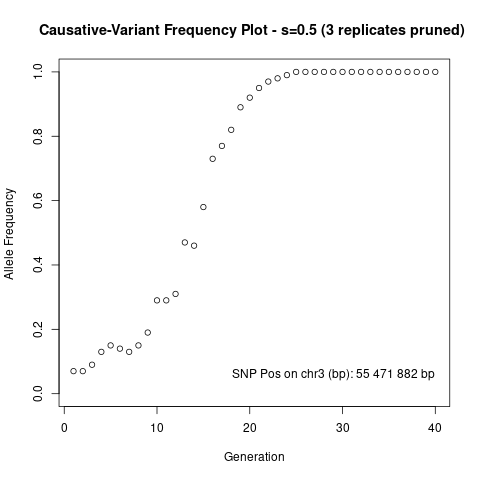 Causative-Variant Frequency Plot - s=0.5 (3 replicates pruned)
Allele Frequency
1.0
0.8
0.6
0.4
0.2
0.0
SNP Pos on chr3 (bp): 55 471 882 bp
0 10 20 30 40
Generation